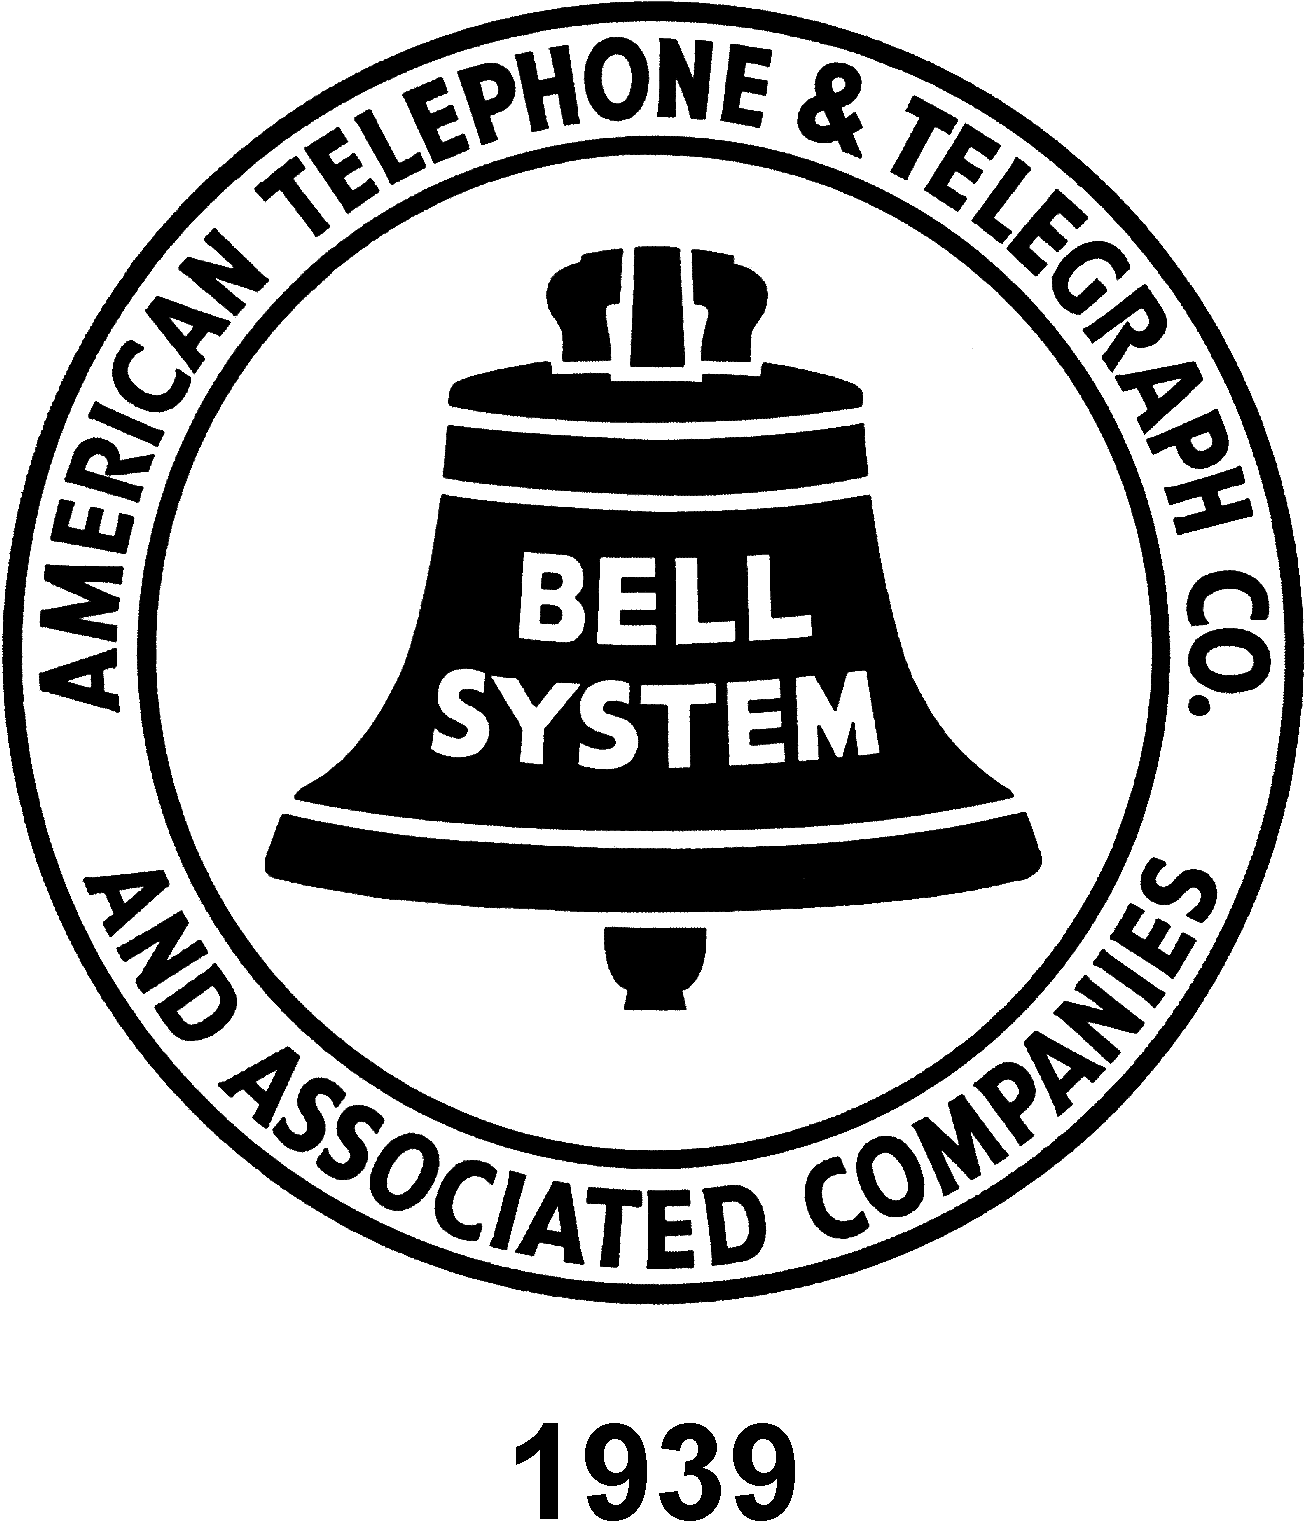 AMERICAN TELEPHONE & TELEGRAPH CO.
BELL
SYSTEM
AND ASSOCIATED COMPANIES
1939